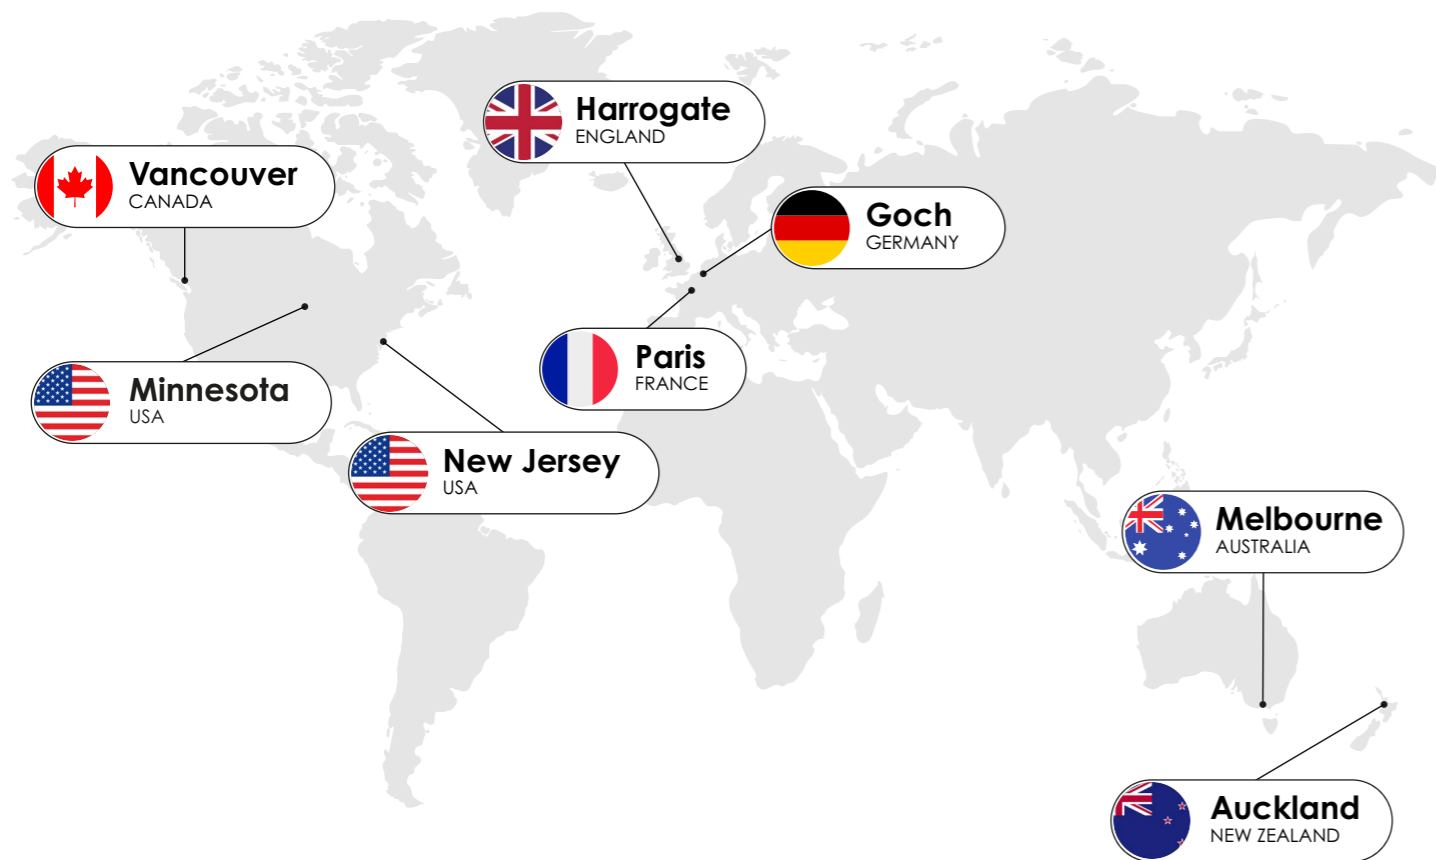 Harrogate
ENGLAND
Vancouver
CANADA
Goch
GERMANY
Paris
FRANCE
Minnesota
USA
New Jersey
USA
Melbourne
AUSTRALIA
Auckland
NEW ZEALAND